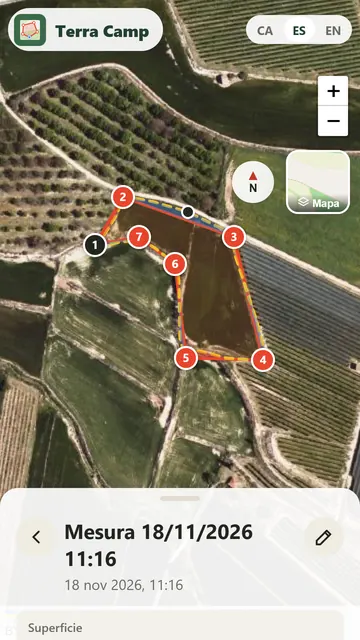 Terra Camp
CA ES EN
+
−
N
Mapa
2
1
7
3
6
5
4
Mesura 18/11/2026
11:16
18 nov 2026, 11:16
Superficie